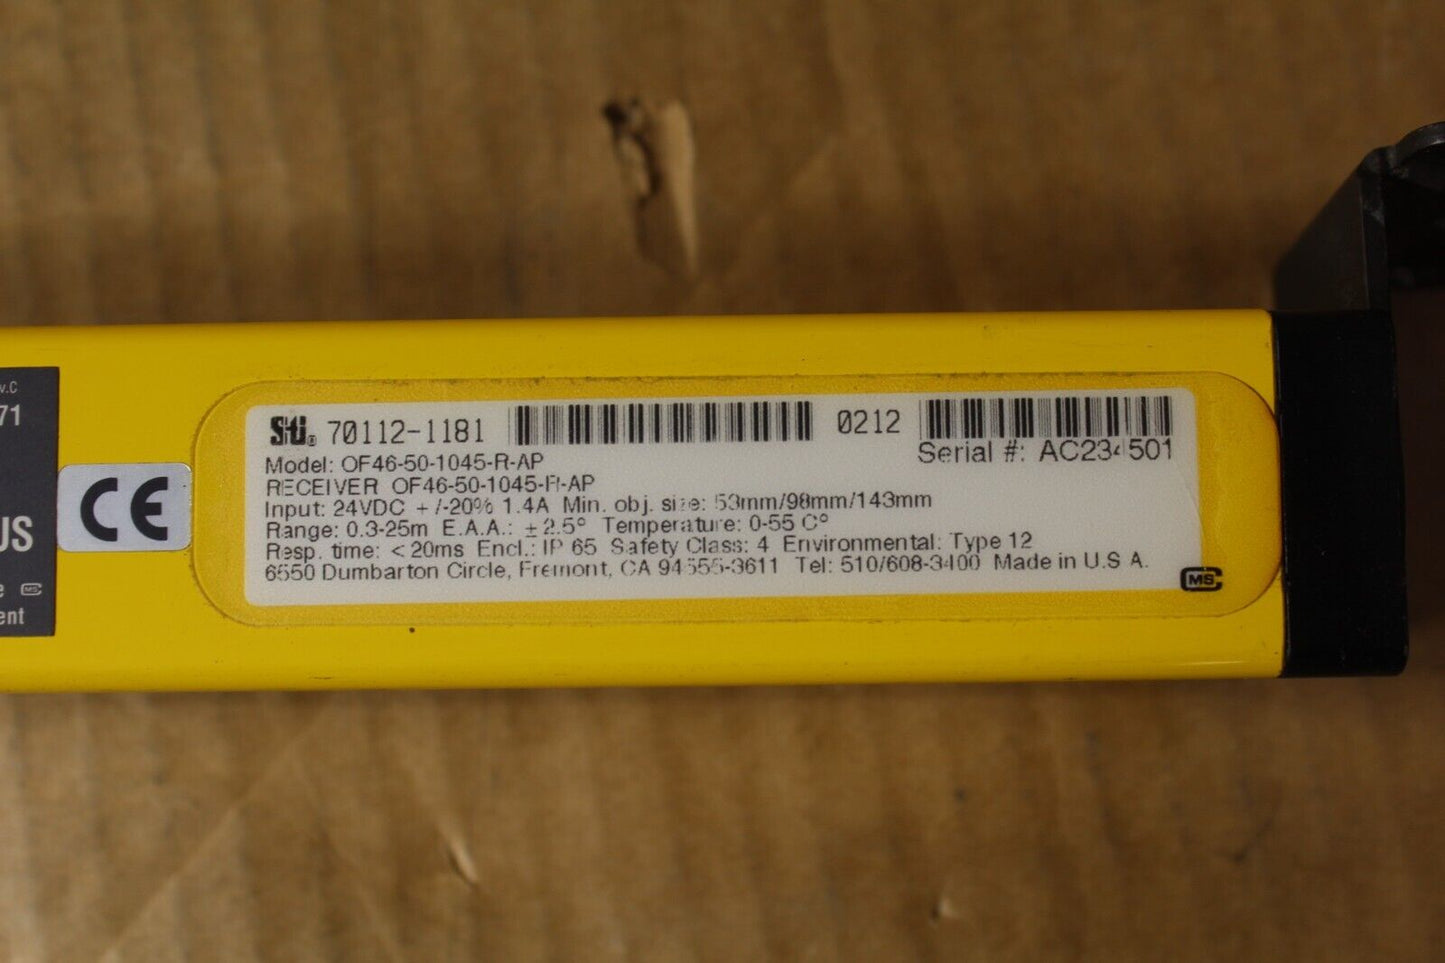 v.C
71
US
e
ent
CE
STI® 70112-1181 0212
Serial #: AC234501
Model: OF46-50-1045-R-AP
RECEIVER OF46-50-1045-R-AP
Input: 24VDC +/-20% 1.4A Min. obj. size: 53mm/98mm/143mm
Range: 0.3-25m E.A.A.: ±2.5° Temperature: 0-55 C°
Resp. time: <20ms Encl.: IP 65 Safety Class: 4 Environmental: Type 12
6550 Dumbarton Circle, Fremont, CA 94555-3611 Tel: 510/608-3400 Made in U.S A.
CMS